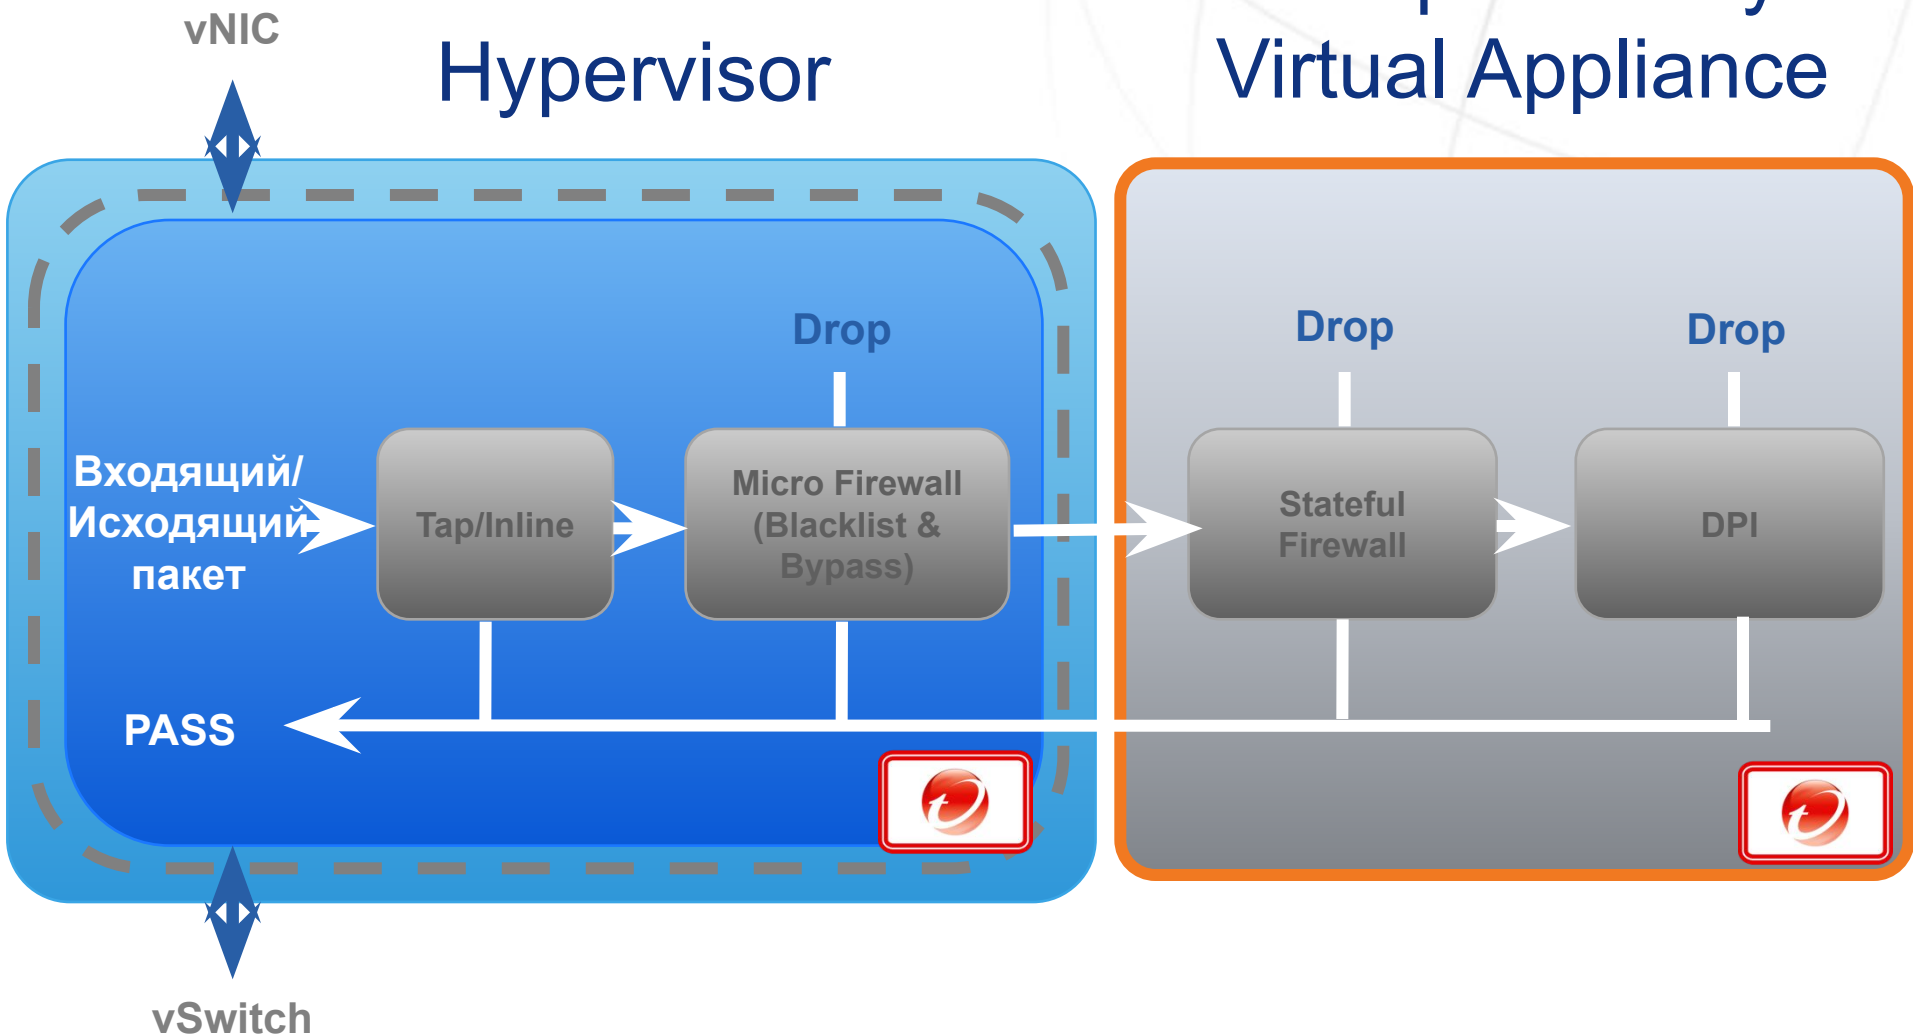 vNIC
Hypervisor
Virtual Appliance
Drop
Drop
Drop
Входящий/
Исходящий
пакет
Tap/Inline
Micro Firewall
(Blacklist &
Bypass)
Stateful
Firewall
DPI
PASS
vSwitch